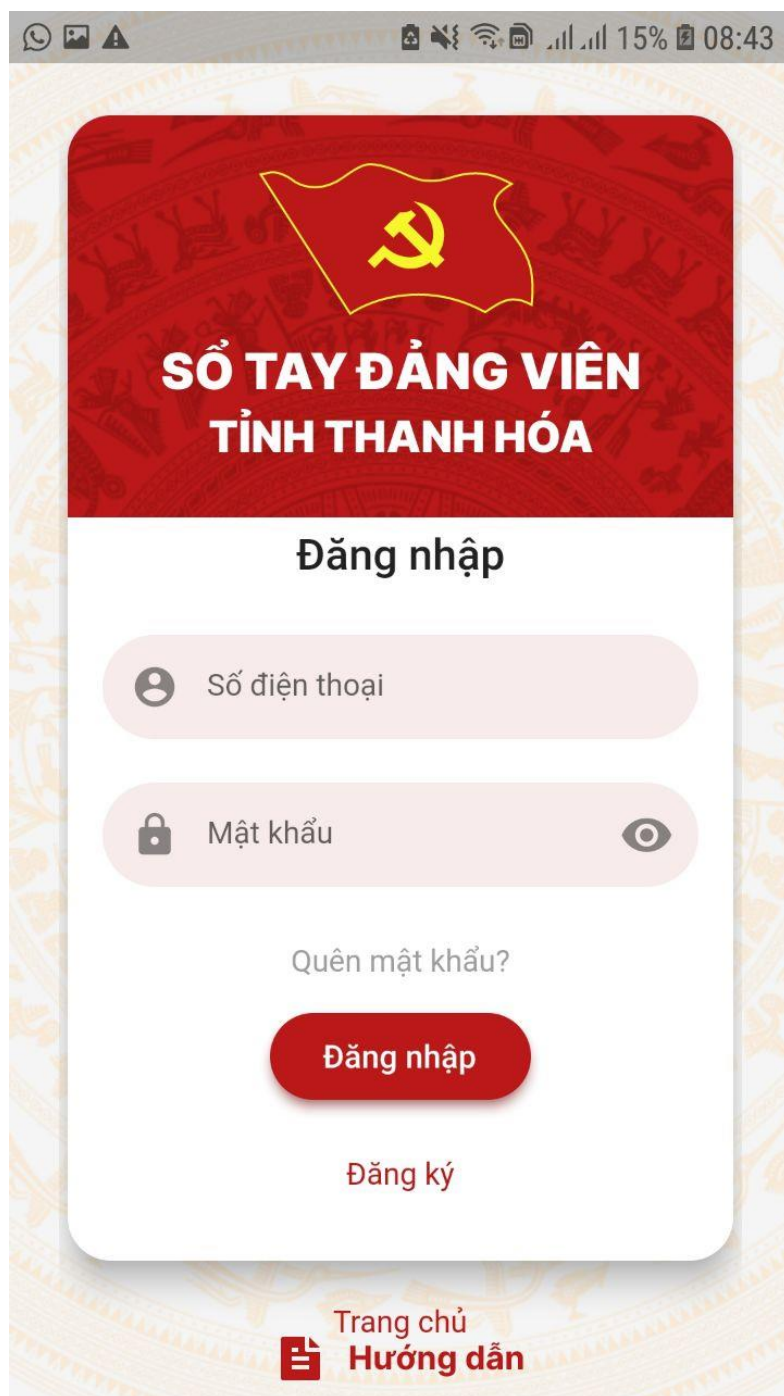 15% 08:43
SỔ TAY ĐẢNG VIÊN
TỈNH THANH HÓA
Đăng nhập
Số điện thoại
Mật khẩu
Quên mật khẩu?
Đăng nhập
Đăng ký
Trang chủ
Hướng dẫn